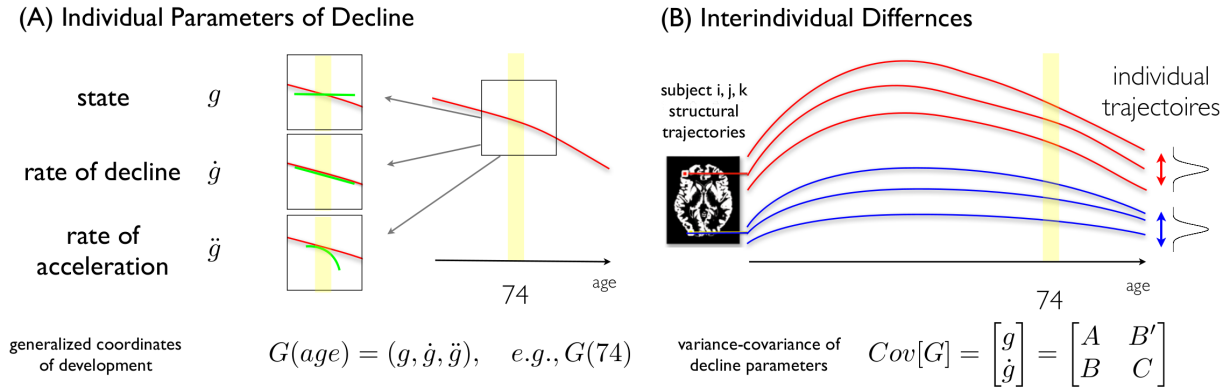 (A) Individual Parameters of Decline
state g
rate of decline ġ
rate of
acceleration g̈
74
age
generalized coordinates
of development
G(age) = (g, ġ, g̈), e.g., G(74)
(B) Interindividual Differnces
subject i, j, k
structural
trajectories
individual
trajectoires
74
age
variance-covariance of
decline parameters
Cov[G] = [g ġ] = [A B′ B C]